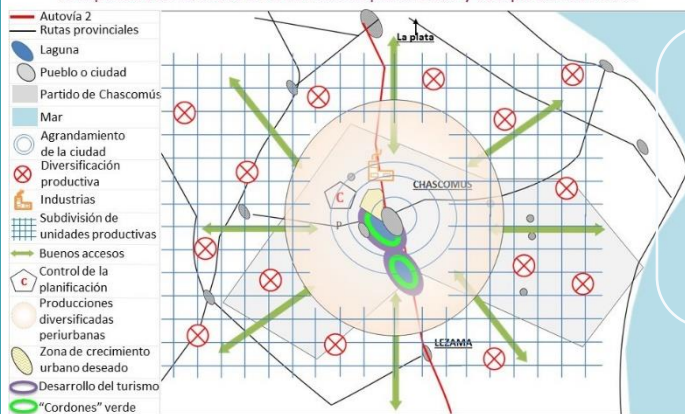 Autovía 2
Rutas provinciales
Laguna
Pueblo o ciudad
Partido de Chascomús
Mar
Agrandamiento
de la ciudad
Diversificación
productiva
Industrias
Subdivisión de
unidades productivas
Buenos accesos
C
Control de la
planificación
Producciones
diversificadas
periurbanas
Zona de crecimiento
urbano deseado
Desarrollo del turismo
"Cordones" verde
La plata
CHASCOMUS
C
P
LEZAMA